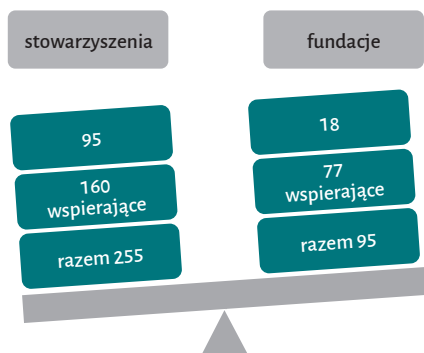 stowarzyszenia
95
160
wspierające
razem 255
fundacje
18
77
wspierające
razem 95